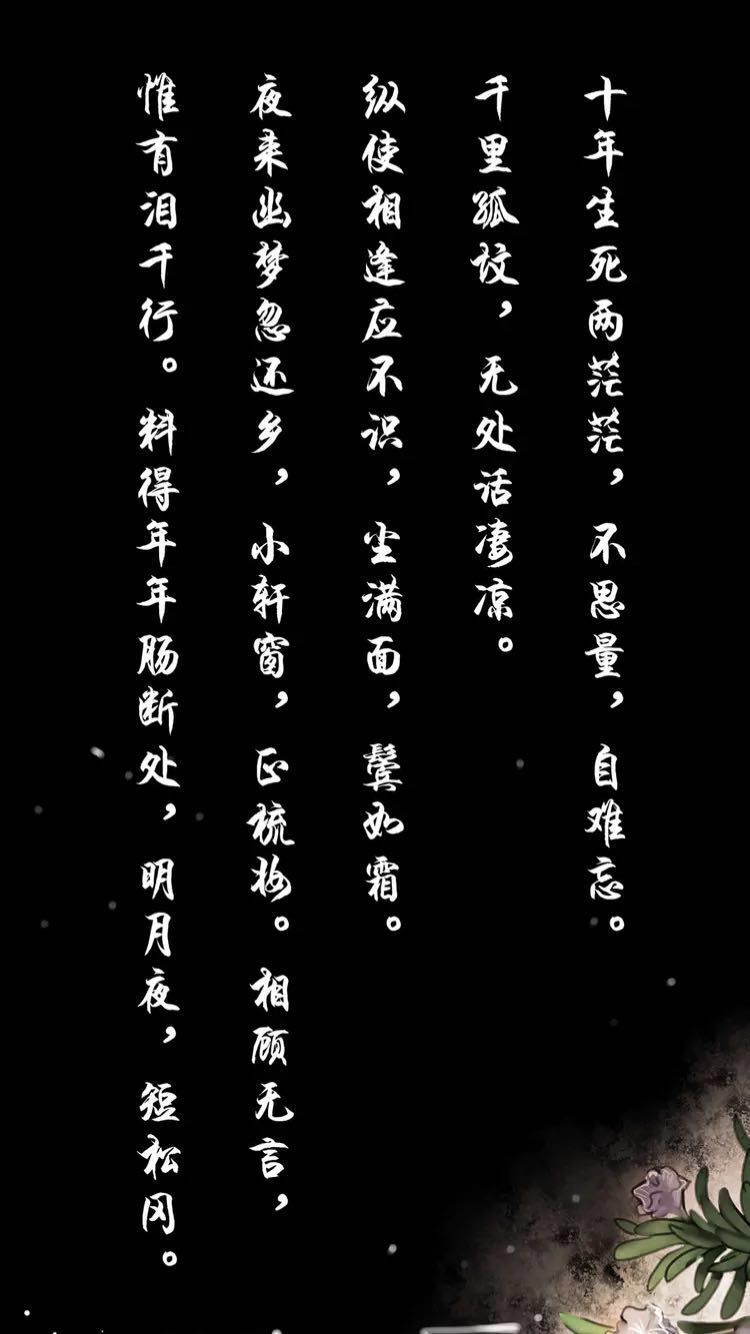 十年生死两茫茫，不思量，自难忘。
千里孤坟，无处话凄凉。
纵使相逢应不识，尘满面，鬓如霜。
夜来幽梦忽还乡，小轩窗，正梳妆。相顾无言，
惟有泪千行。料得年年肠断处，明月夜，短松冈。